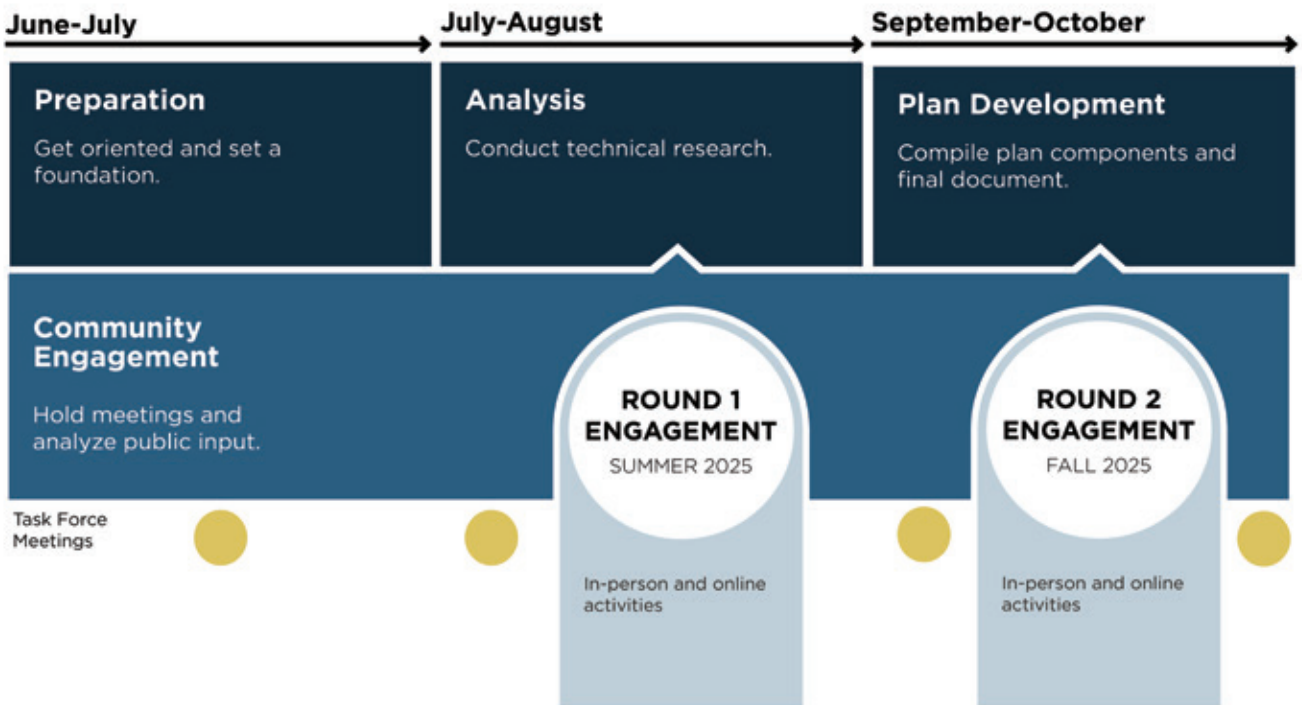 June-July
July-August
September-October
Preparation
Get oriented and set a
foundation.
Analysis
Conduct technical research.
Plan Development
Compile plan components and
final document.
Community
Engagement
Hold meetings and
analyze public input.
ROUND 1
ENGAGEMENT
SUMMER 2025
ROUND 2
ENGAGEMENT
FALL 2025
Task Force
Meetings
In-person and online
activities
In-person and online
activities